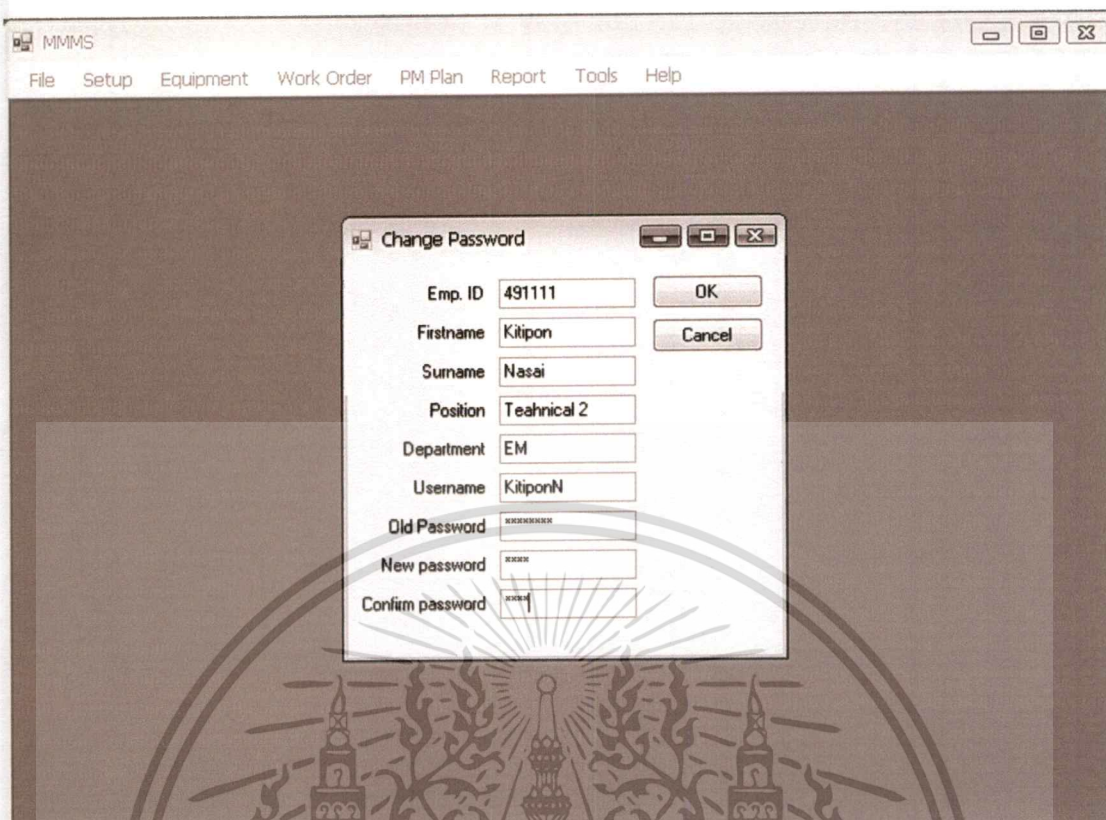 MMMS
File Setup Equipment Work Order PM Plan Report Tools Help
Change Password
Emp. ID 491111 OK
Firstname Kitipon Cancel
Surname Nasai
Position Teahnical 2
Department EM
Username KitiponN
Old Password ********
New password ****
Confirm password ****